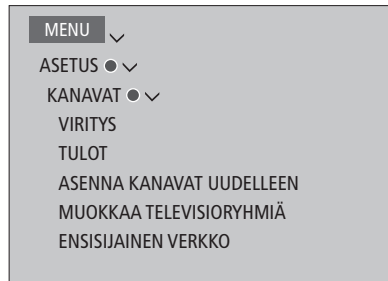 MENU
ASETUS
KANAVAT
VIRITYS
TULOT
ASENNA KANAVAT UUDELLEEN
MUOKKAA TELEVISIORYHMIÄ
ENSISIJAINEN VERKKO